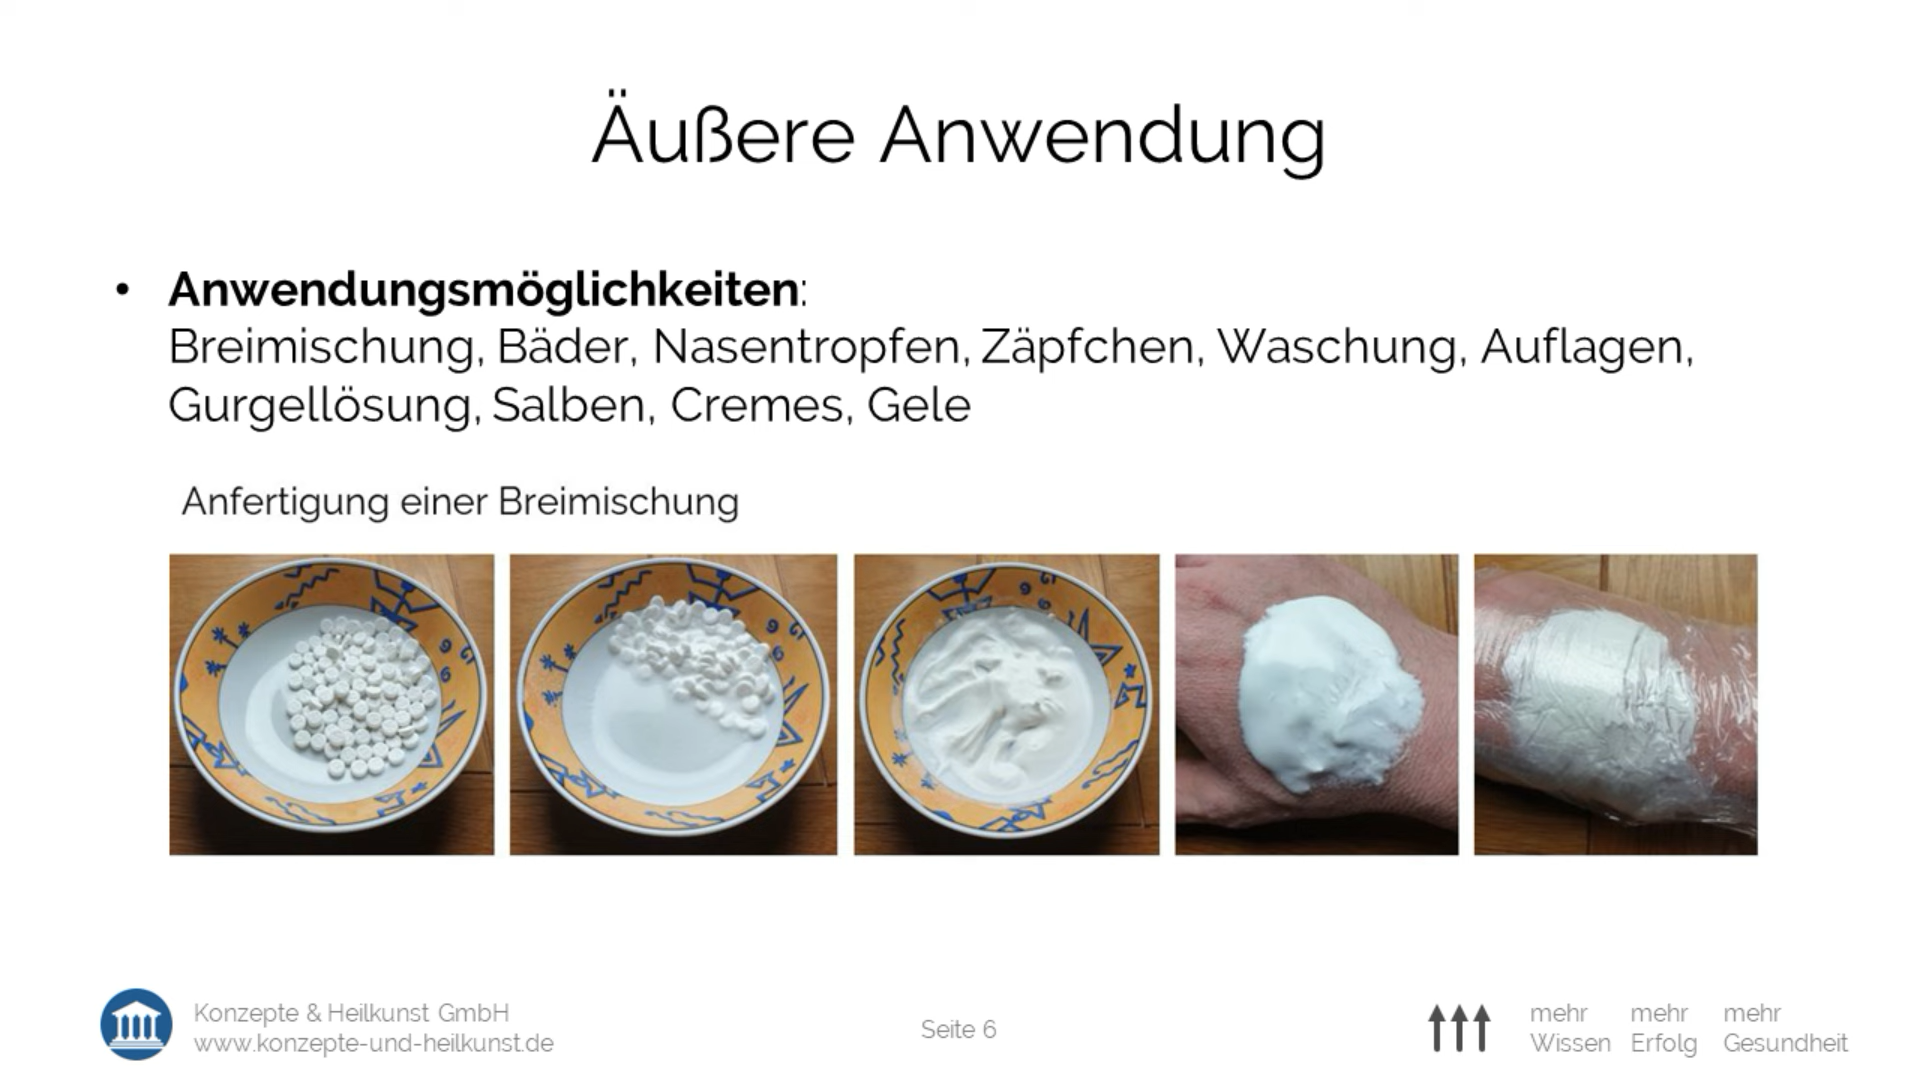 Äußere Anwendung
• Anwendungsmöglichkeiten:
Breimischung, Bäder, Nasentropfen, Zäpfchen, Waschung, Auflagen,
Gurgellösung, Salben, Cremes, Gele
Anfertigung einer Breimischung
Konzepte & Heilkunst GmbH
www.konzepte-und-heilkunst.de
Seite 6
mehr mehr mehr
Wissen Erfolg Gesundheit